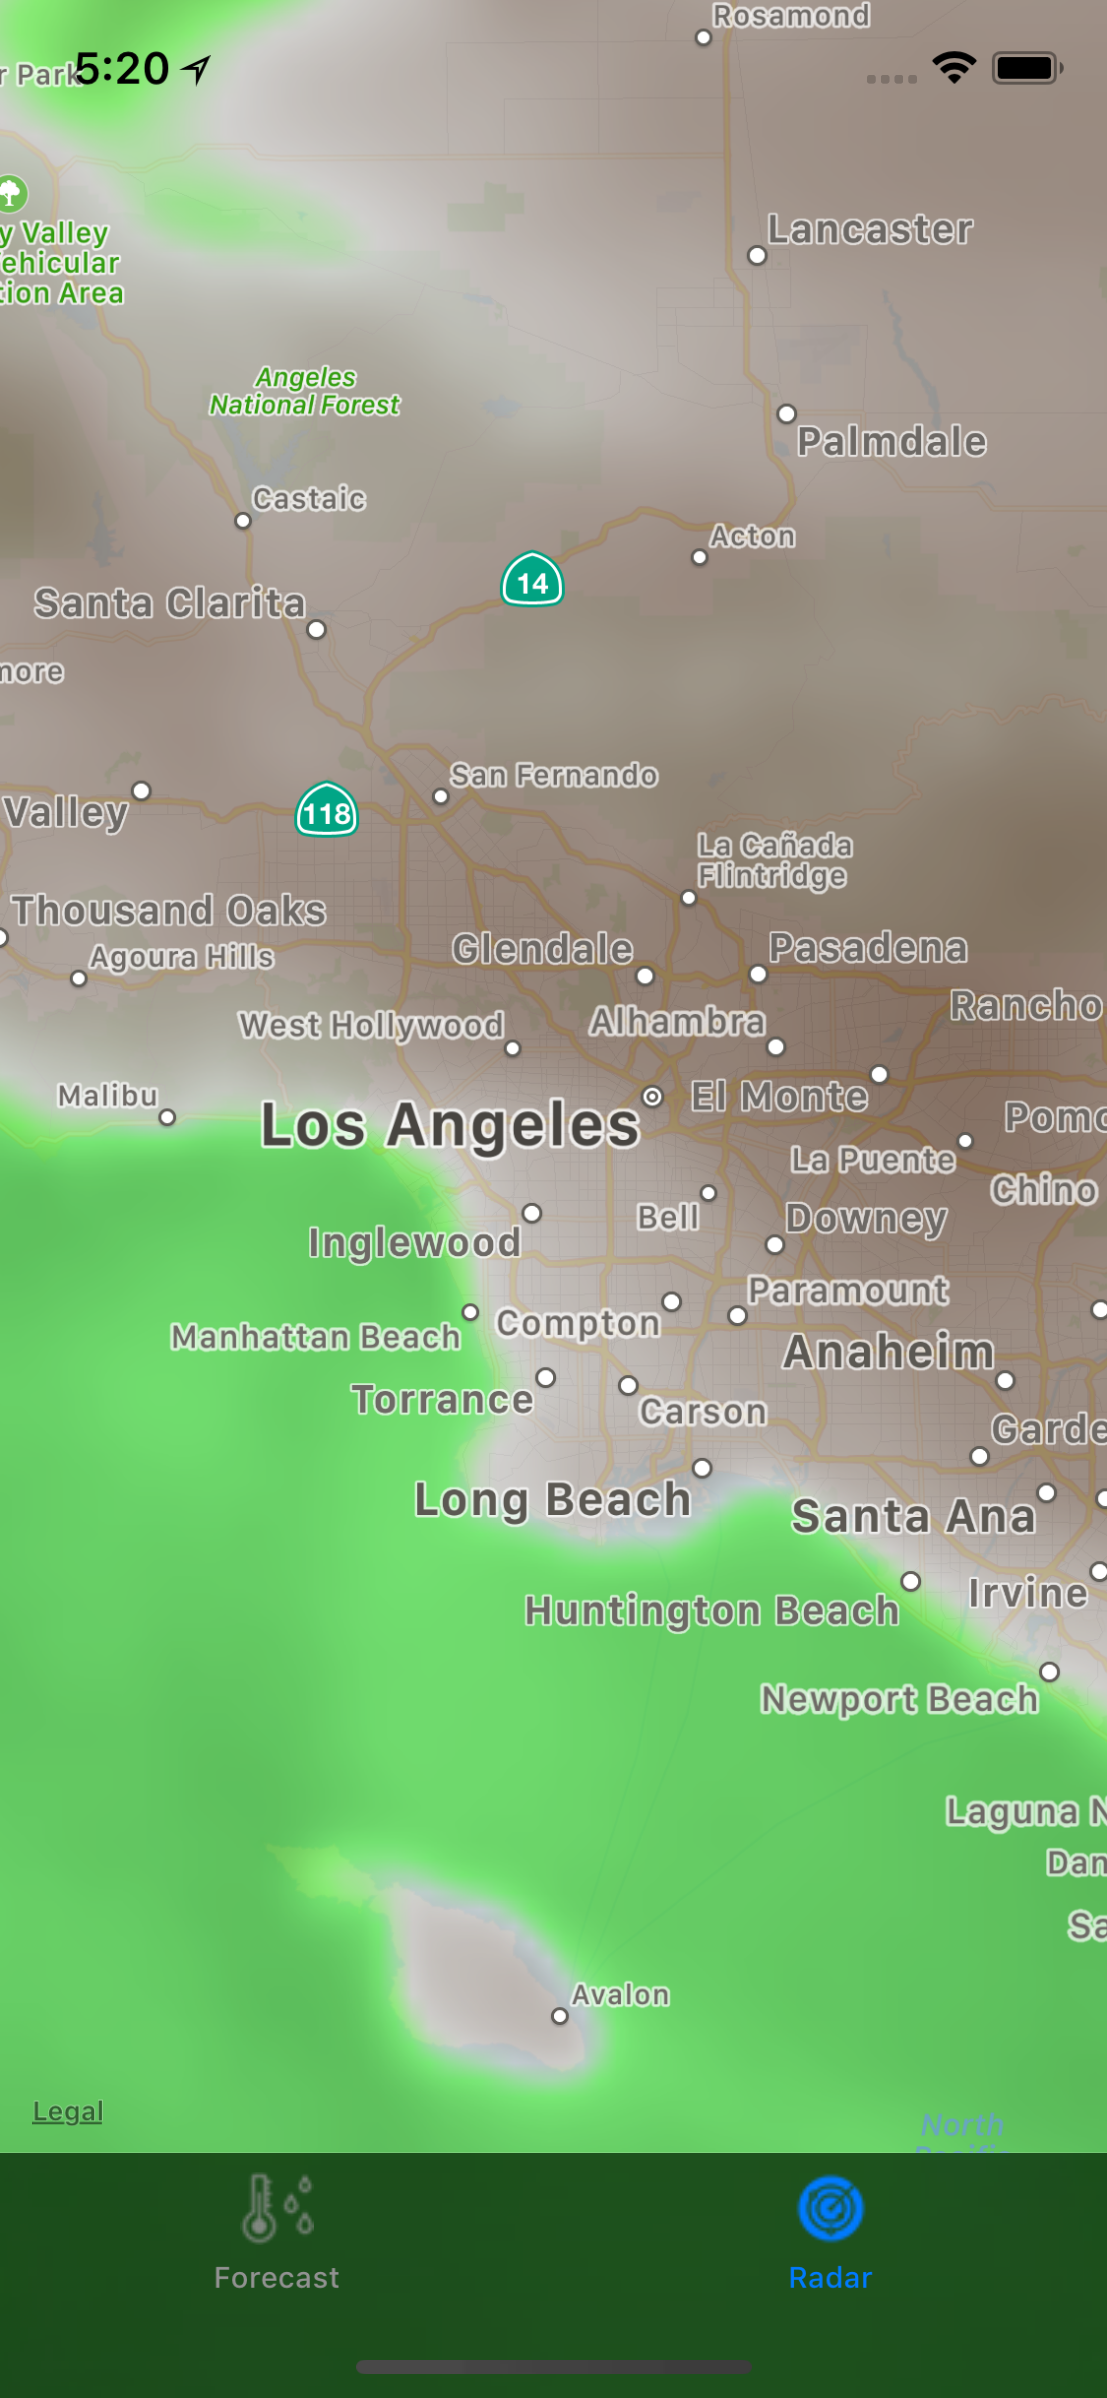 Rosamond
5:20
r Park
Lancaster
y Valley
ehicular
tion Area
Angeles
National Forest
Palmdale
Castaic
Acton
14
Santa Clarita
more
San Fernando
Valley
118
La Cañada
Flintridge
Thousand Oaks
Agoura Hills
Glendale
Pasadena
Rancho
West Hollywood
Alhambra
Malibu
El Monte
Los Angeles
Pomo
La Puente
Chino
Bell
Downey
Inglewood
Paramount
Compton
Manhattan Beach
Anaheim
Torrance
Carson
Garde
Long Beach
Santa Ana
Irvine
Huntington Beach
Newport Beach
Laguna N
Dan
Sa
Avalon
Legal
North
Pacific
Forecast
Radar